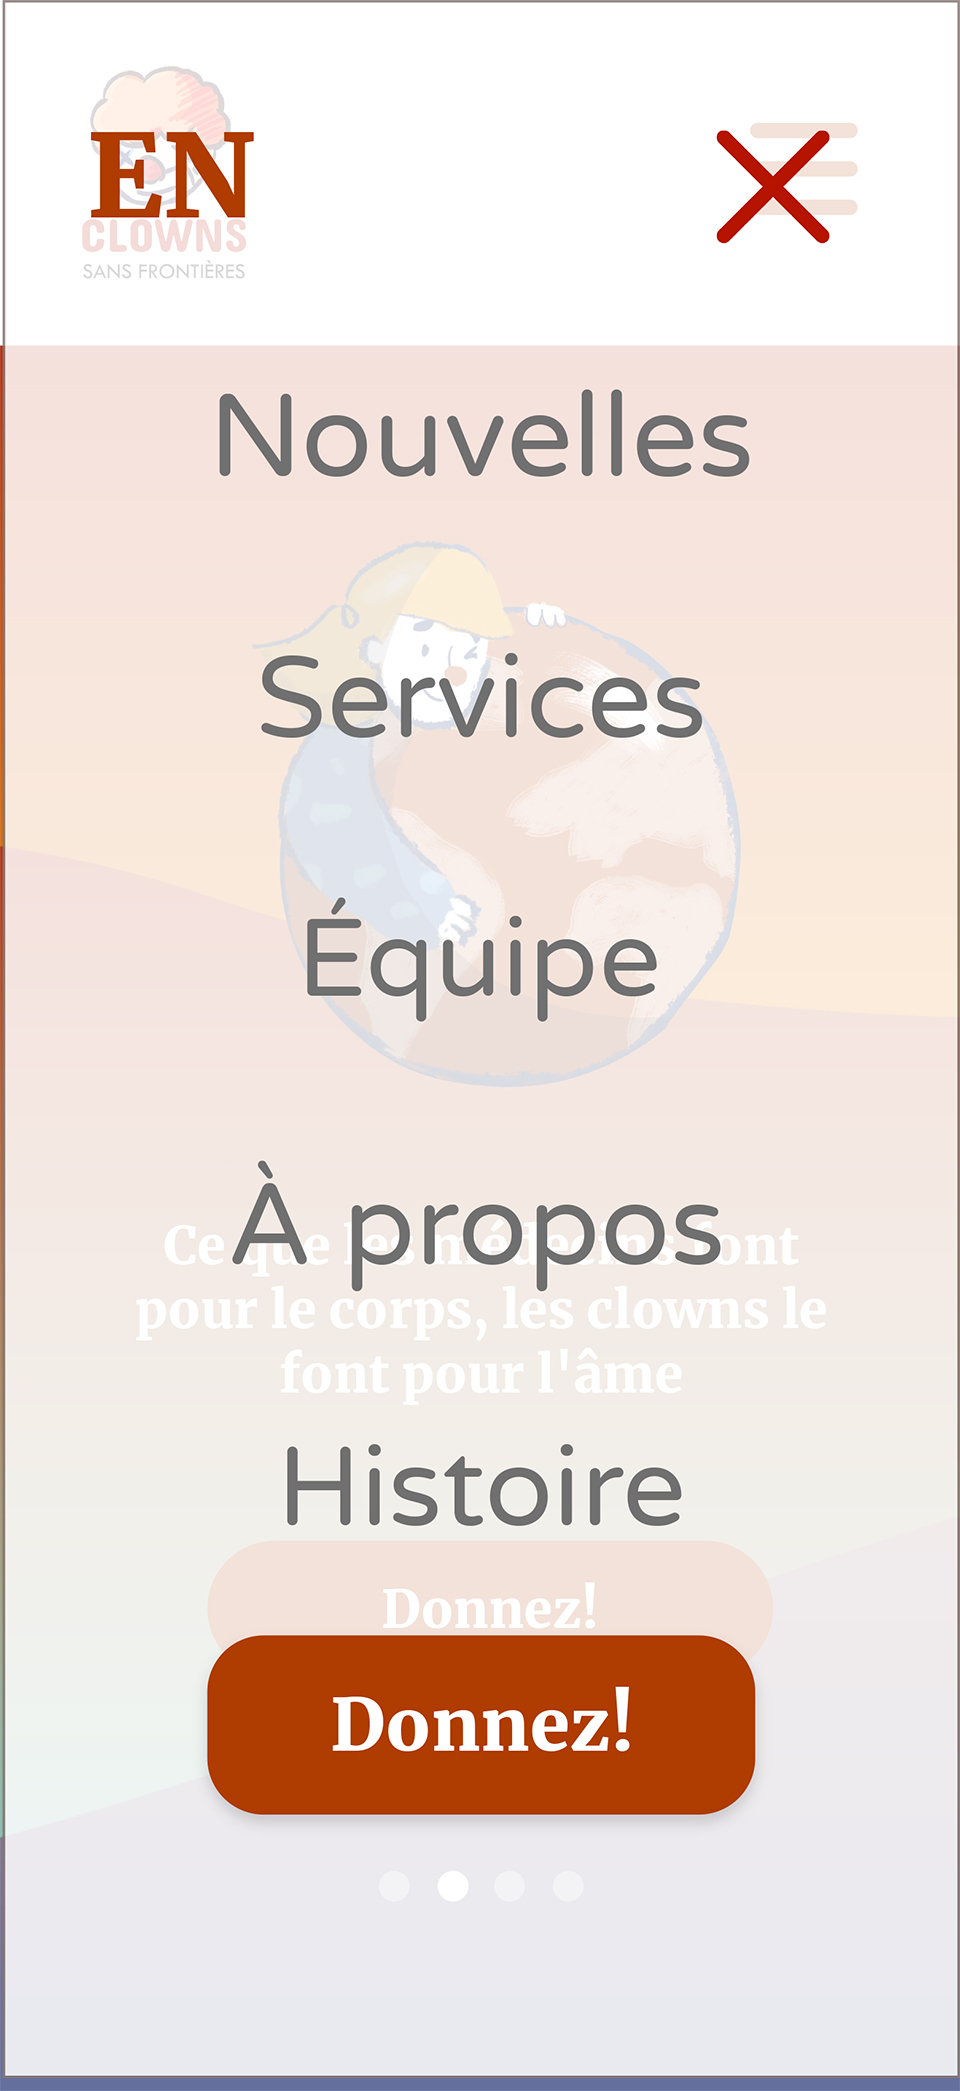 EN
CLOWNS
SANS FRONTIÈRES
Nouvelles
Services
Équipe
À propos
Ce que les médecins font
pour le corps, les clowns le
font pour l'âme
Histoire
Donnez!
Donnez!